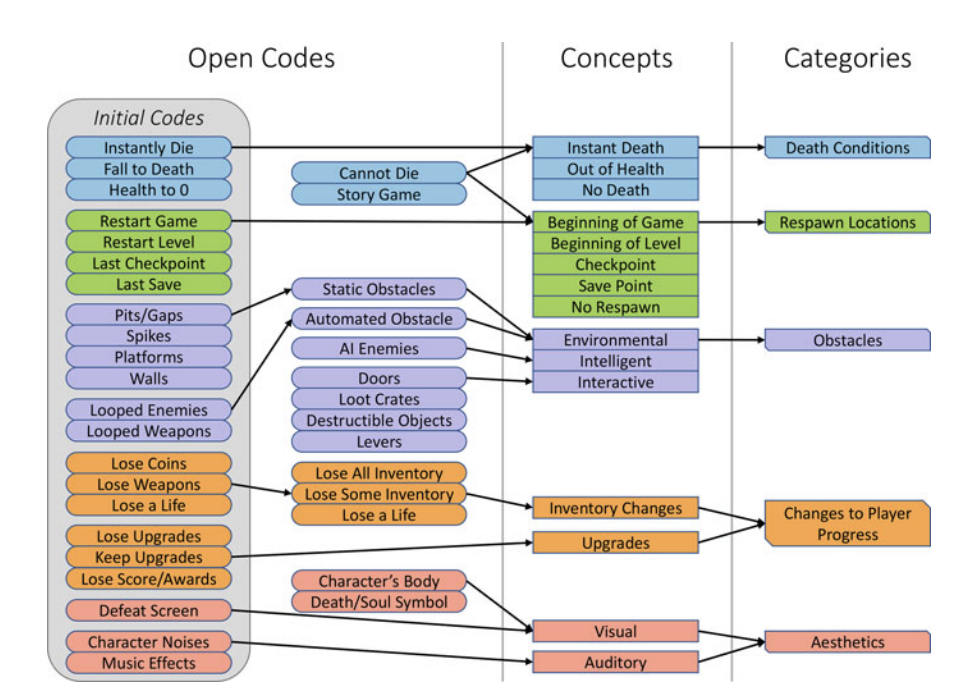 Open Codes
Concepts
Categories
Initial Codes
Instantly Die
Fall to Death
Health to 0
Restart Game
Restart Level
Last Checkpoint
Last Save
Pits/Gaps
Spikes
Platforms
Walls
Looped Enemies
Looped Weapons
Lose Coins
Lose Weapons
Lose a Life
Lose Upgrades
Keep Upgrades
Lose Score/Awards
Defeat Screen
Character Noises
Music Effects
Cannot Die
Story Game
Static Obstacles
Automated Obstacle
AI Enemies
Doors
Loot Crates
Destructible Objects
Levers
Lose All Inventory
Lose Some Inventory
Lose a Life
Character's Body
Death/Soul Symbol
Instant Death
Out of Health
No Death
Beginning of Game
Beginning of Level
Checkpoint
Save Point
No Respawn
Environmental
Intelligent
Interactive
Inventory Changes
Upgrades
Visual
Auditory
Death Conditions
Respawn Locations
Obstacles
Changes to Player
Progress
Aesthetics